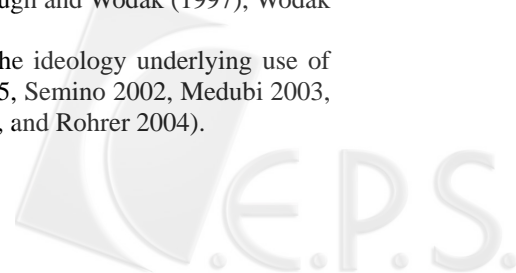 ugh and Wodak (1997), Wodak
he ideology underlying use of
5, Semino 2002, Medubi 2003,
, and Rohrer 2004).
C.E.P.S.